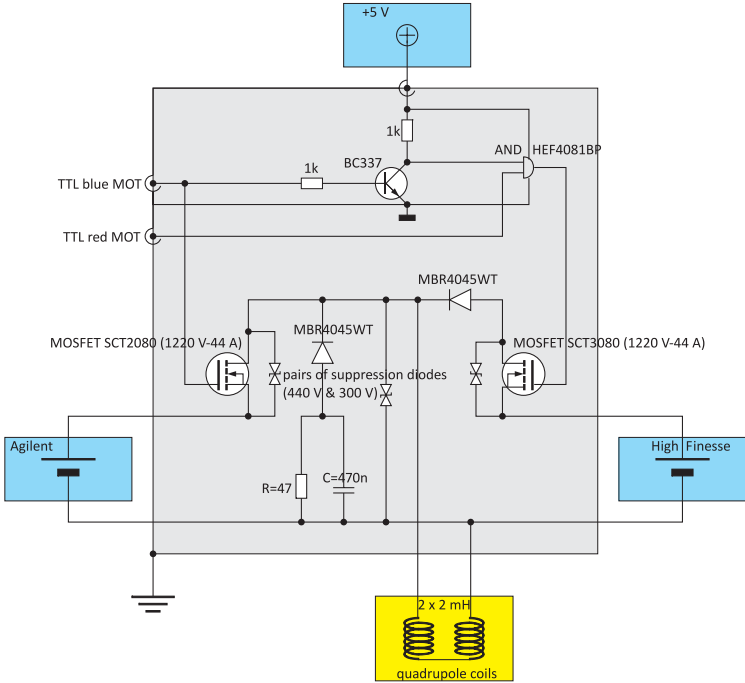 +5 V
1k
AND HEF4081BP
BC337
1k
TTL blue MOT
TTL red MOT
MBR4045WT
MBR4045WT
MOSFET SCT2080 (1220 V-44 A)
MOSFET SCT3080 (1220 V-44 A)
pairs of suppression diodes
(440 V & 300 V)
Agilent
High Finesse
C=470n
R=47
2 x 2 mH
quadrupole coils